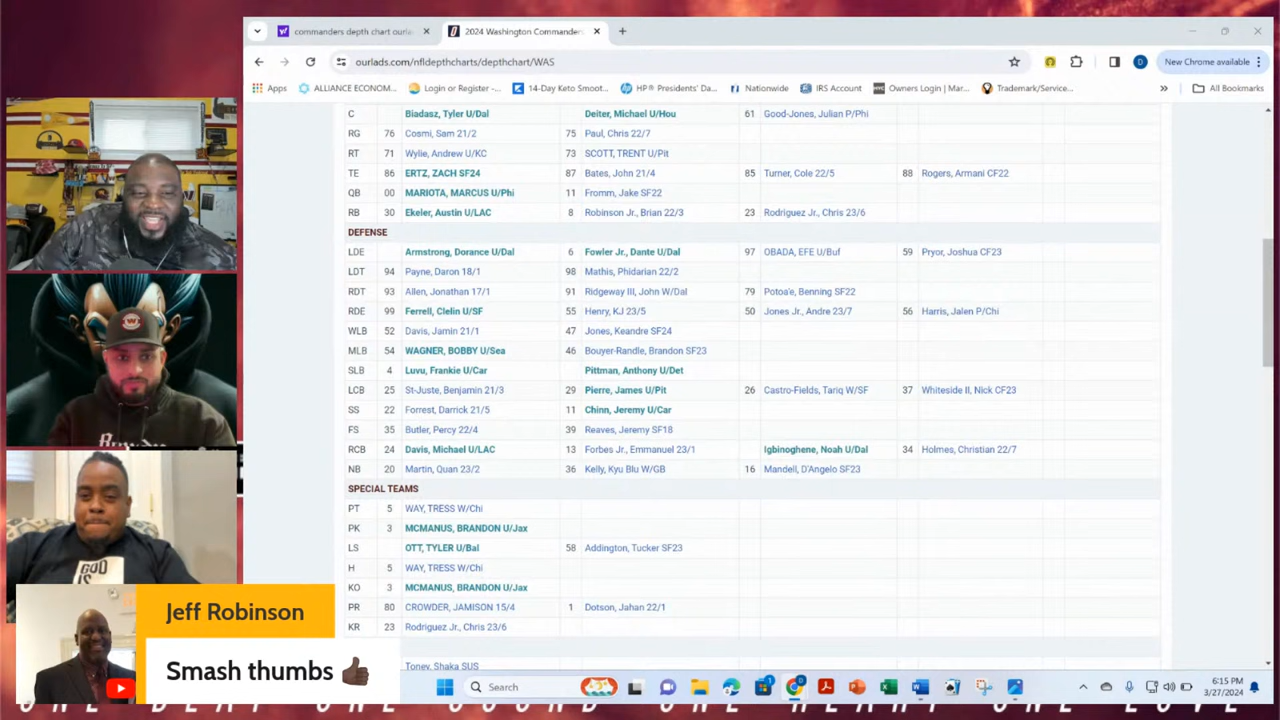 commanders depth chart ourla
2024 Washington Commanders
ourlads.com/nfldepthcharts/depthchart/WAS
New Chrome available
Apps ALLIANCE ECONOM... Login or Register -... 14-Day Keto Smoot... HP® Presidents' Da... Nationwide IRS Account Owners Login | Mar... Trademark/Service... » All Bookmarks
C Biadasz, Tyler U/Dal Deiter, Michael U/Hou 61 Good-Jones, Julian P/Phi
RG 76 Cosmi, Sam 21/2 75 Paul, Chris 22/7
RT 71 Wylie, Andrew U/KC 73 SCOTT, TRENT U/Pit
TE 86 ERTZ, ZACH SF24 87 Bates, John 21/4 85 Turner, Cole 22/5 88 Rogers, Armani CF22
QB 00 MARIOTA, MARCUS U/Phi 11 Fromm, Jake SF22
RB 30 Ekeler, Austin U/LAC 8 Robinson Jr., Brian 22/3 23 Rodriguez Jr., Chris 23/6
DEFENSE
LDE Armstrong, Dorance U/Dal 6 Fowler Jr., Dante U/Dal 97 OBADA, EFE U/Buf 59 Pryor, Joshua CF23
LDT 94 Payne, Daron 18/1 98 Mathis, Phidarian 22/2
RDT 93 Allen, Jonathan 17/1 91 Ridgeway III, John W/Dal 79 Potoa'e, Benning SF22
RDE 99 Ferrell, Clelin U/SF 55 Henry, KJ 23/5 50 Jones Jr., Andre 23/7 56 Harris, Jalen P/Chi
WLB 52 Davis, Jamin 21/1 47 Jones, Keandre SF24
MLB 54 WAGNER, BOBBY U/Sea 46 Bouyer-Randle, Brandon SF23
SLB 4 Luvu, Frankie U/Car Pittman, Anthony U/Det
LCB 25 St-Juste, Benjamin 21/3 29 Pierre, James U/Pit 26 Castro-Fields, Tariq W/SF 37 Whiteside II, Nick CF23
SS 22 Forrest, Darrick 21/5 11 Chinn, Jeremy U/Car
FS 35 Butler, Percy 22/4 39 Reaves, Jeremy SF18
RCB 24 Davis, Michael U/LAC 13 Forbes Jr., Emmanuel 23/1 Igbinoghene, Noah U/Dal 34 Holmes, Christian 22/7
NB 20 Martin, Quan 23/2 36 Kelly, Kyu Blu W/GB 16 Mandell, D'Angelo SF23
SPECIAL TEAMS
PT 5 WAY, TRESS W/Chi
PK 3 MCMANUS, BRANDON U/Jax
LS OTT, TYLER U/Bal 58 Addington, Tucker SF23
H 5 WAY, TRESS W/Chi
KO 3 MCMANUS, BRANDON U/Jax
PR 80 CROWDER, JAMISON 15/4 1 Dotson, Jahan 22/1
KR 23 Rodriguez Jr., Chris 23/6
Toney, Shaka SUS
GOD
IS
Jeff Robinson
Smash thumbs 👍🏿
Search
6:15 PM
3/27/2024